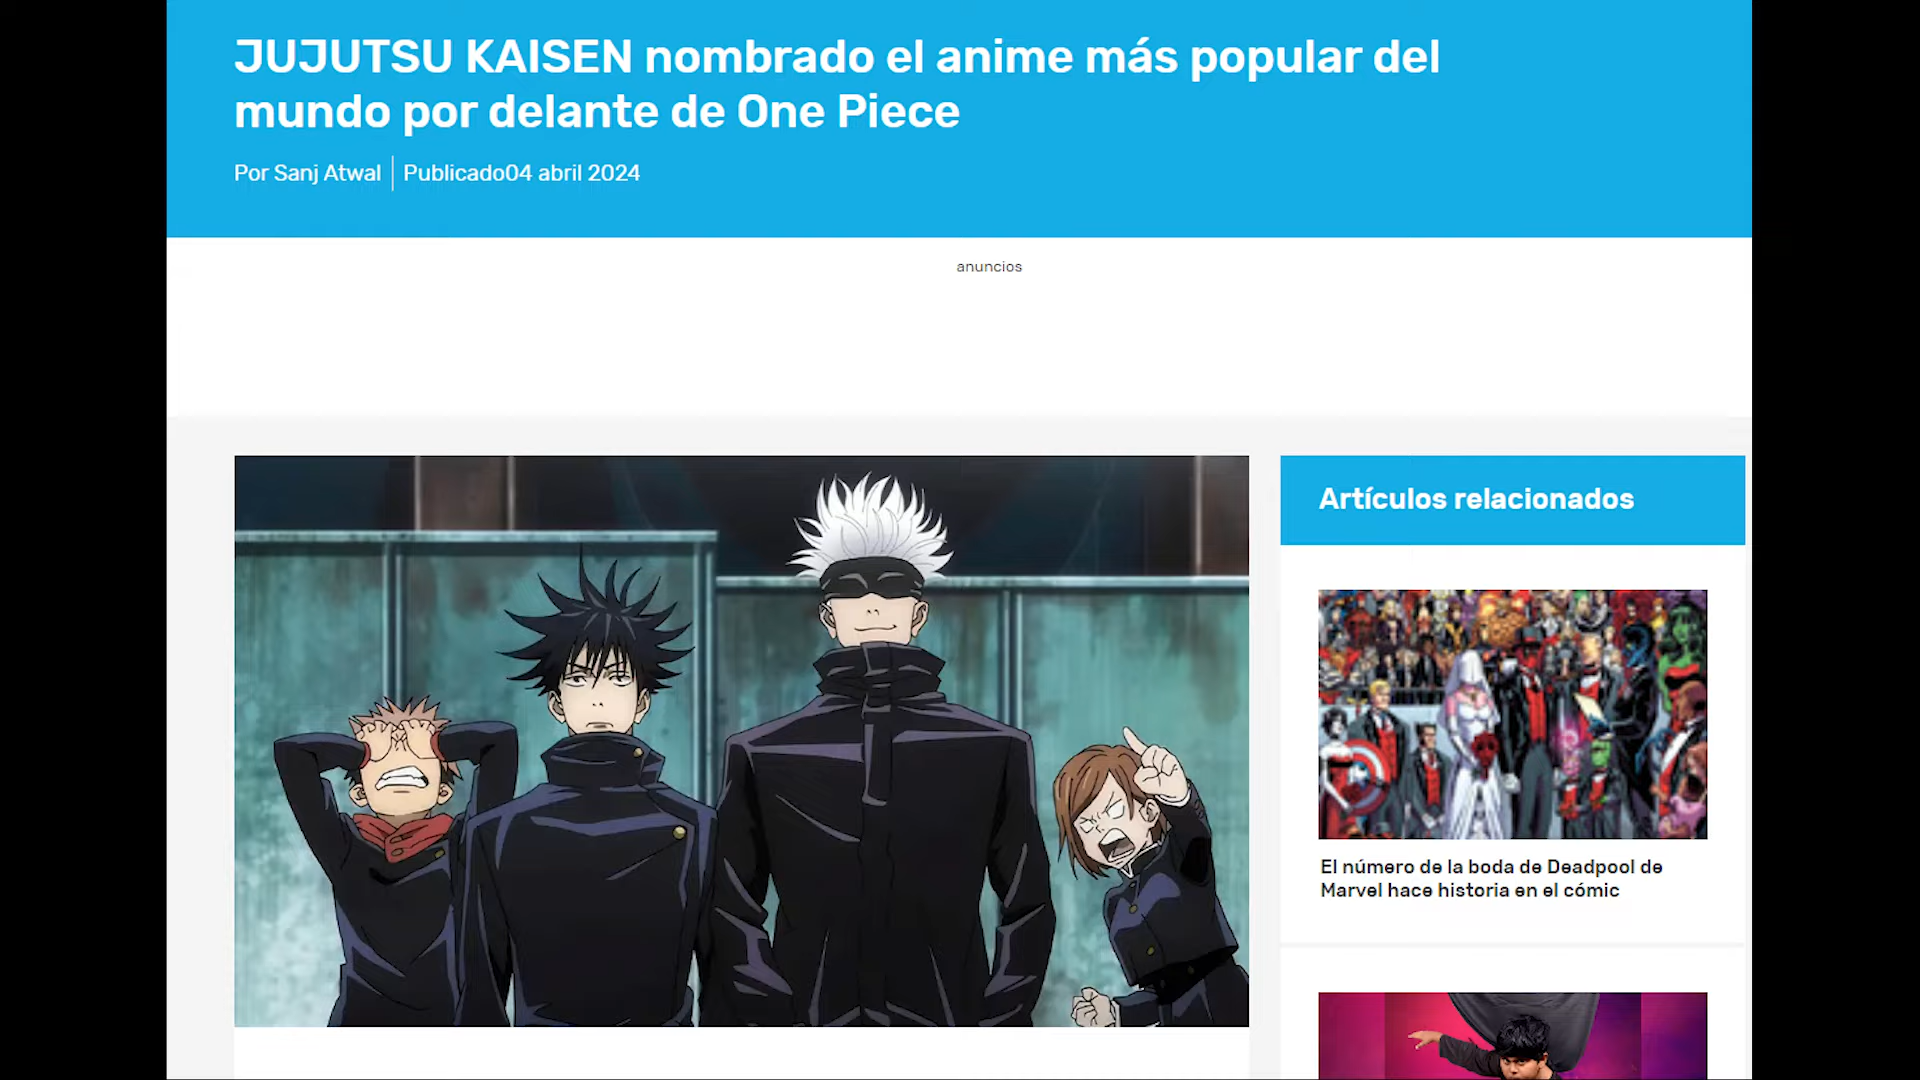 JUJUTSU KAISEN nombrado el anime más popular del
mundo por delante de One Piece
Por Sanj Atwal
Publicado04 abril 2024
anuncios
Artículos relacionados
El número de la boda de Deadpool de
Marvel hace historia en el cómic